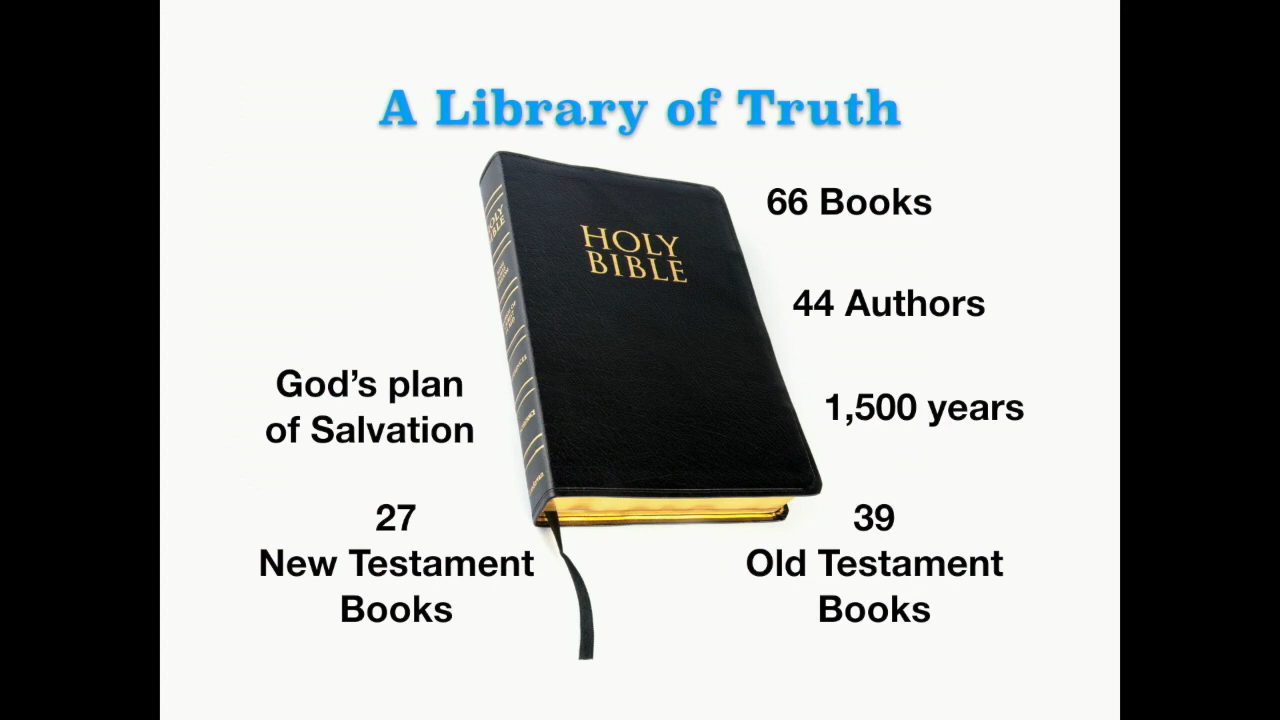 A Library of Truth
66 Books
HOLY
BIBLE
44 Authors
God’s plan
of Salvation
1,500 years
27
New Testament
Books
39
Old Testament
Books